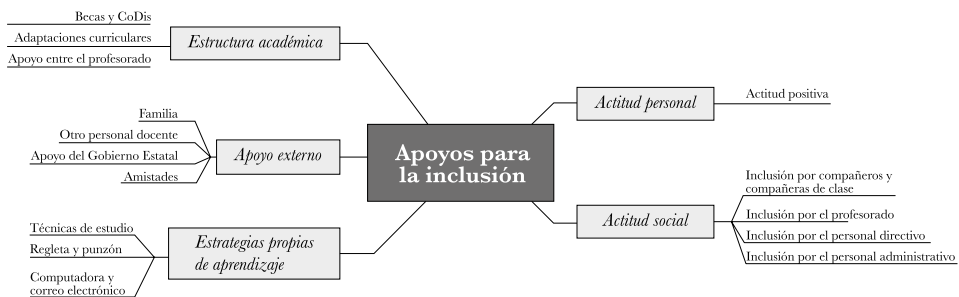 Becas y CoDis
Adaptaciones curriculares
Apoyo entre el profesorado
Estructura académica
Familia
Otro personal docente
Apoyo del Gobierno Estatal
Amistades
Apoyo externo
Técnicas de estudio
Regleta y punzón
Computadora y
correo electrónico
Estrategias propias
de aprendizaje
Apoyos para
la inclusión
Actitud personal
Actitud positiva
Actitud social
Inclusión por compañeros y
compañeras de clase
Inclusión por el profesorado
Inclusión por el personal directivo
Inclusión por el personal administrativo